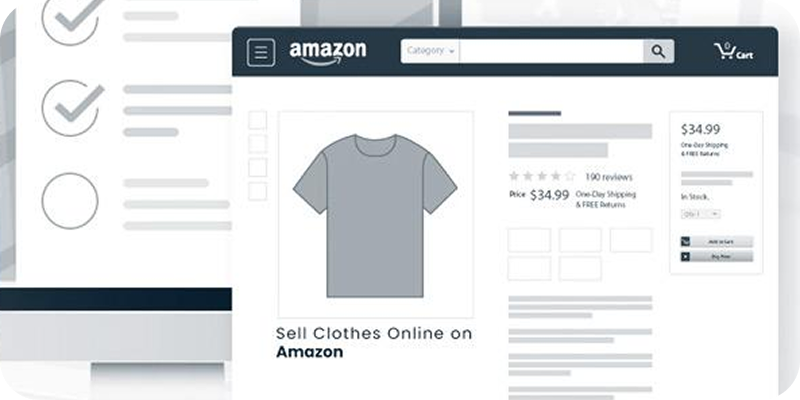 amazon
Category
0
Cart
$34.99
One-Day Shipping
& FREE Returns
In Stock.
Qty: 1
Add to Cart
Buy Now
190 reviews
Price $34.99 One-Day Shipping
& FREE Returns
Sell Clothes Online on
Amazon